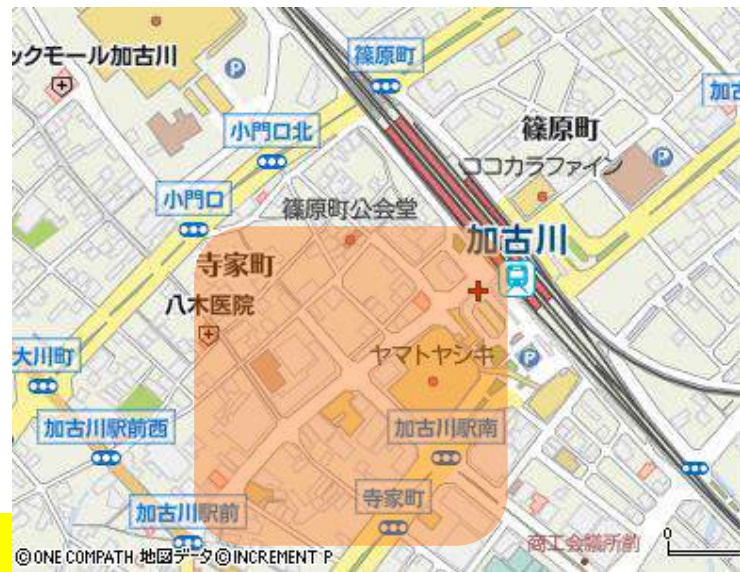 ックモール加古川
篠原町
加古
小門口北
篠原町
ココカラファイン
小門口
篠原町公会堂
加古川
寺家町
八木医院
ヤマトヤシキ
大川町
加古川駅前西
加古川駅南
寺家町
加古川駅前
商工会議所前
0
©ONE COMPATH 地図データ©INCREMENT P